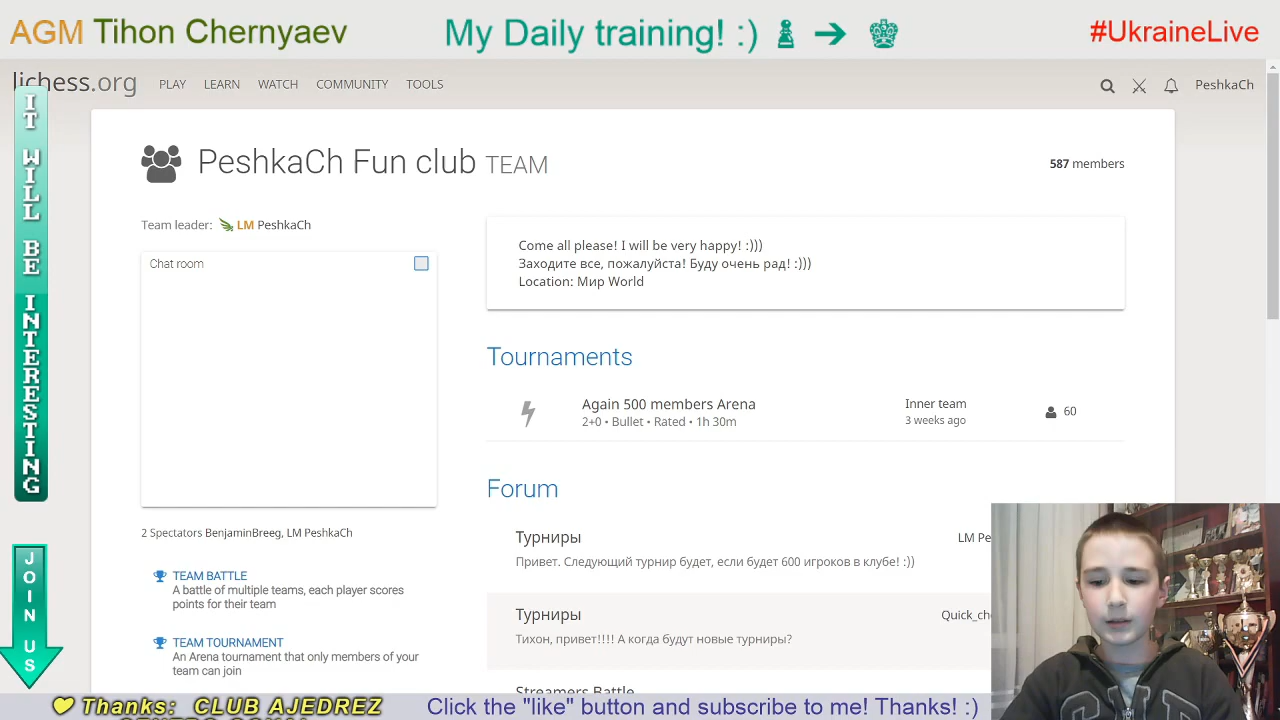 AGM Tihon Chernyaev
My Daily training! :)
#UkraineLive
lichess.org
PLAY LEARN WATCH COMMUNITY TOOLS
PeshkaCh
IT WILL BE INTERESTING
JOIN US
PeshkaCh Fun club TEAM
587 members
Team leader: LM PeshkaCh
Chat room
2 Spectators BenjaminBreeg, LM PeshkaCh
TEAM BATTLE
A battle of multiple teams, each player scores
points for their team
TEAM TOURNAMENT
An Arena tournament that only members of your
team can join
Come all please! I will be very happy! :)))
Заходите все, пожалуйста! Буду очень рад! :)))
Location: Мир World
Tournaments
Again 500 members Arena
2+0 • Bullet • Rated • 1h 30m
Inner team
3 weeks ago
60
Forum
Турниры
LM Pe
Привет. Следующий турнир будет, если будет 600 игроков в клубе! :))
Турниры
Quick_ch
Тихон, привет!!!! А когда будут новые турниры?
Streamers Battle
Thanks: CLUB AJEDREZ
Click the "like" button and subscribe to me! Thanks! :)